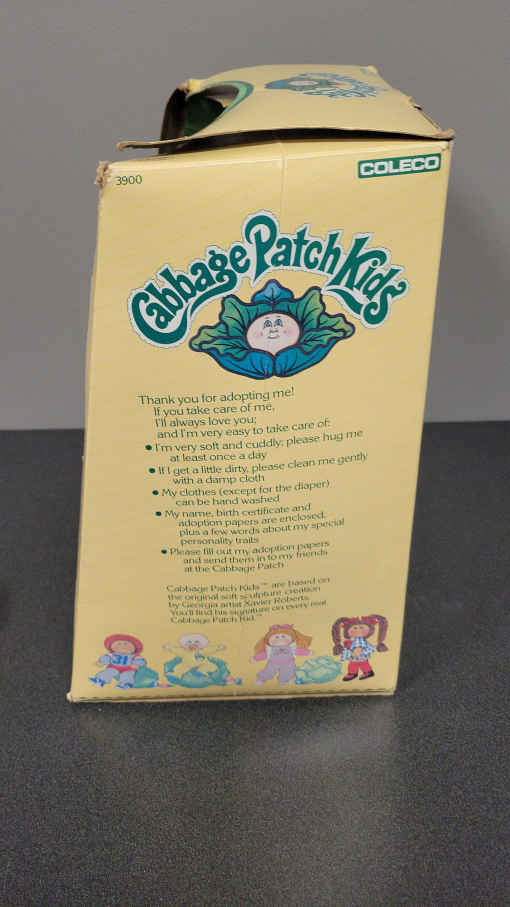 3900
COLECO
Cabbage Patch Kids
Thank you for adopting me!
If you take care of me,
I'll always love you;
and I'm very easy to take care of:
• I'm very soft and cuddly; please hug me
at least once a day
• If I get a little dirty, please clean me gently
with a damp cloth
• My clothes (except for the diaper)
can be hand washed
• My name, birth certificate and
adoption papers are enclosed,
plus a few words about my special
personality traits
• Please fill out my adoption papers
and send them in to my friends
at the Cabbage Patch
Cabbage Patch Kids™ are based on
the original soft sculpture creation
by Georgia artist Xavier Roberts.
You'll find his signature on every real
Cabbage Patch Kid.™
31